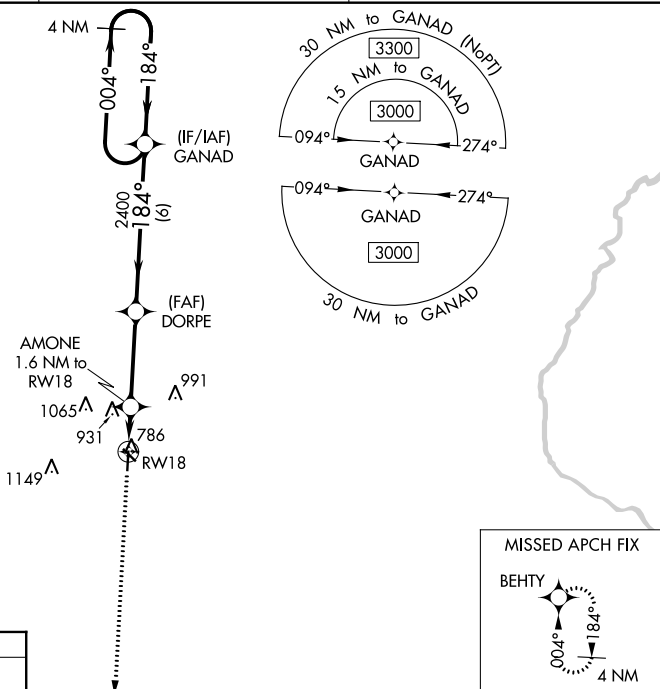 4 NM
004°
184°
(IF/IAF)
GANAD
2400
184°
(6)
(FAF)
DORPE
AMONE
1.6 NM to
RW18
991
1065
931
786
RW18
1149
30 NM to GANAD (NoPT)
3300
15 NM to GANAD
3000
094°
274°
GANAD
094°
274°
GANAD
3000
30 NM to GANAD
MISSED APCH FIX
BEHTY
004°
184°
4 NM